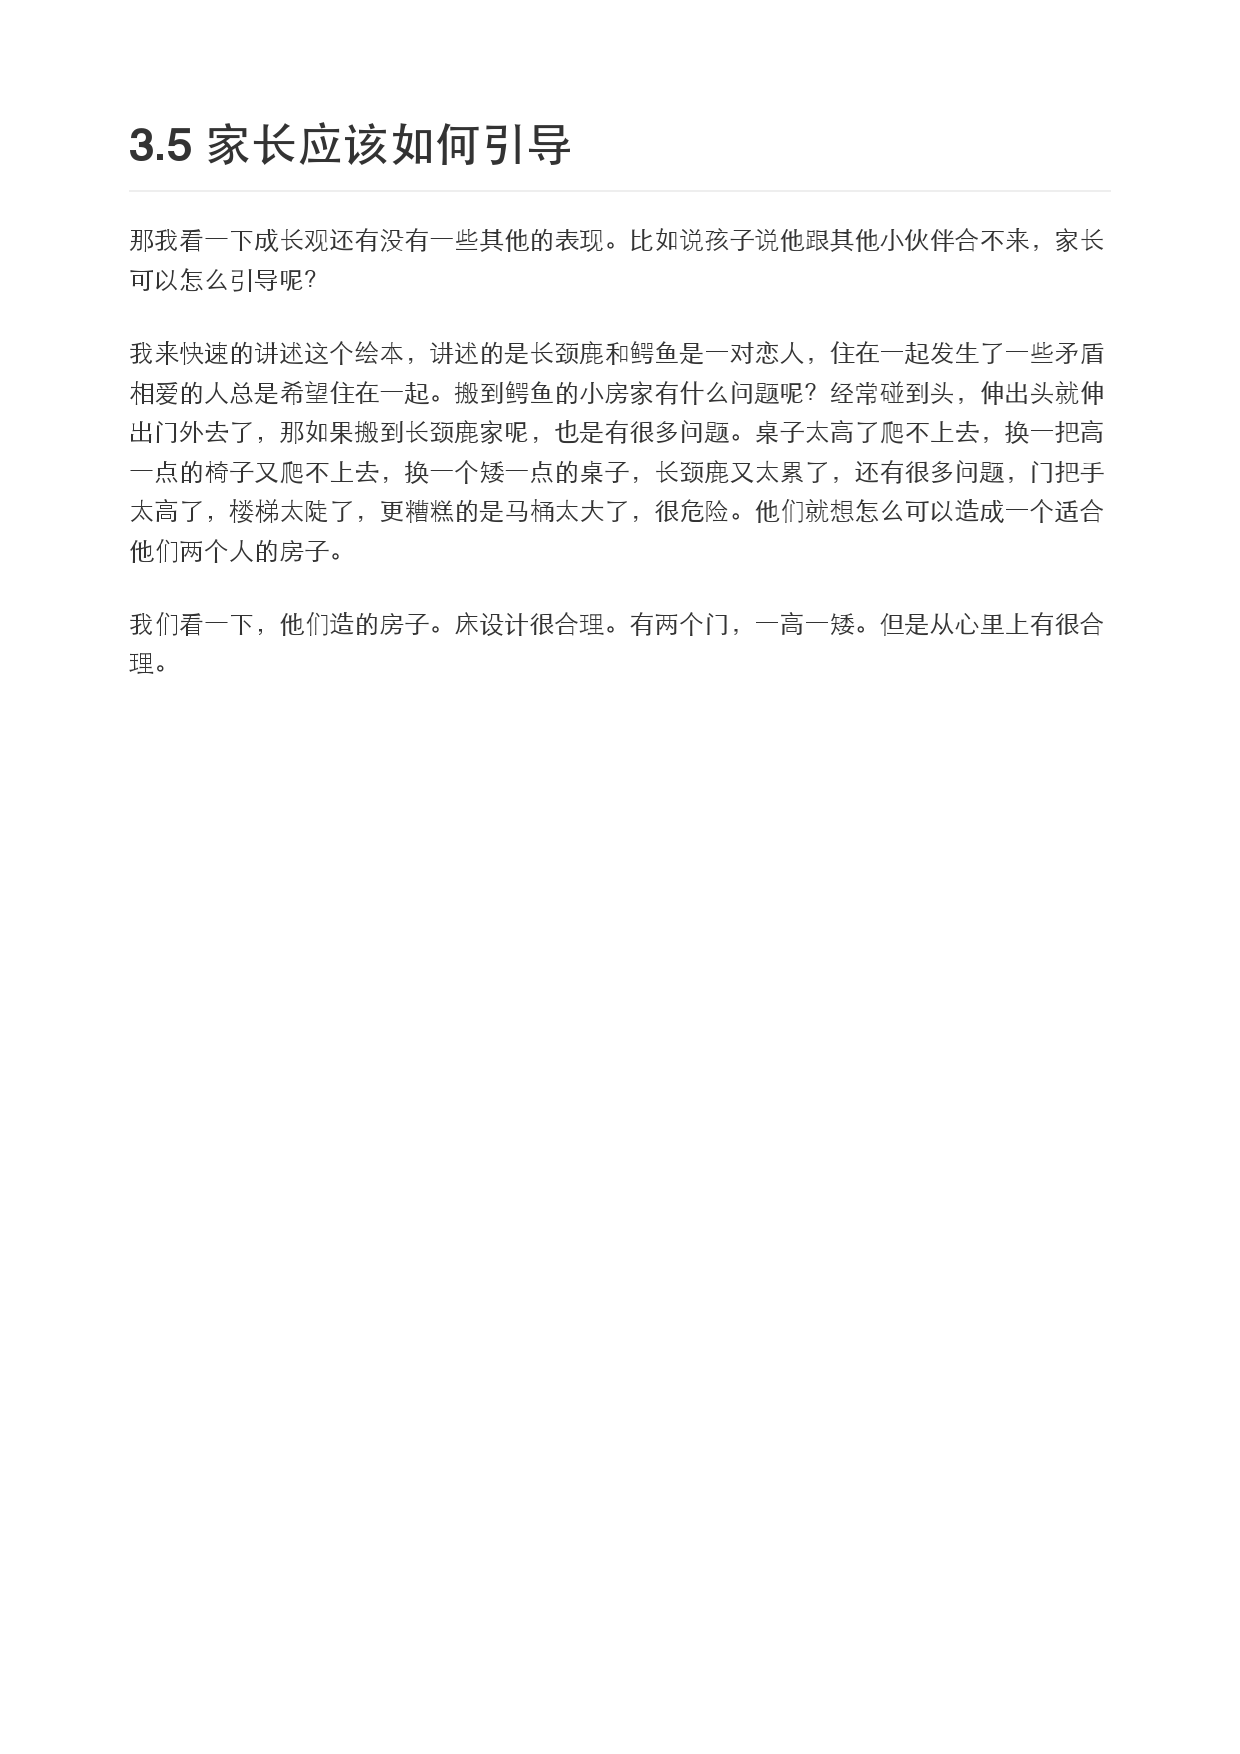 3.5 家长应该如何引导
那我看一下成长观还有没有一些其他的表现。比如说孩子说他跟其他小伙伴合不来，家长
可以怎么引导呢？
我来快速的讲述这个绘本，讲述的是长颈鹿和鳄鱼是一对恋人，住在一起发生了一些矛盾
相爱的人总是希望住在一起。搬到鳄鱼的小房家有什么问题呢？经常碰到头，伸出头就伸
出门外去了，那如果搬到长颈鹿家呢，也是有很多问题。桌子太高了爬不上去，换一把高
一点的椅子又爬不上去，换一个矮一点的桌子，长颈鹿又太累了，还有很多问题，门把手
太高了，楼梯太陡了，更糟糕的是马桶太大了，很危险。他们就想怎么可以造成一个适合
他们两个人的房子。
我们看一下，他们造的房子。床设计很合理。有两个门，一高一矮。但是从心里上有很合
理。